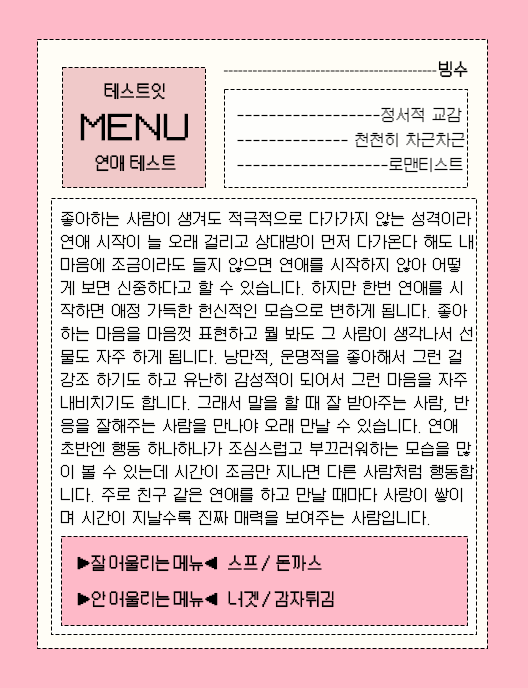 테스트잇
MENU
연애 테스트
빙수
정서적 교감
천천히 차근차근
로맨티스트
좋아하는 사람이 생겨도 적극적으로 다가가지 않는 성격이라
연애 시작이 늘 오래 걸리고 상대방이 먼저 다가온다 해도 내
마음에 조금이라도 들지 않으면 연애를 시작하지 않아 어떻
게 보면 신중하다고 할 수 있습니다. 하지만 한번 연애를 시
작하면 애정 가득한 헌신적인 모습으로 변하게 됩니다. 좋아
하는 마음을 마음껏 표현하고 뭘 봐도 그 사람이 생각나서 선
물도 자주 하게 됩니다. 낭만적, 운명적을 좋아해서 그런 걸
강조 하기도 하고 유난히 감성적이 되어서 그런 마음을 자주
내비치기도 합니다. 그래서 말을 할 때 잘 받아주는 사람, 반
응을 잘해주는 사람을 만나야 오래 만날 수 있습니다. 연애
초반엔 행동 하나하나가 조심스럽고 부끄러워하는 모습을 많
이 볼 수 있는데 시간이 조금만 지나면 다른 사람처럼 행동합
니다. 주로 친구 같은 연애를 하고 만날 때마다 사랑이 쌓이
며 시간이 지날수록 진짜 매력을 보여주는 사람입니다.
▶잘어울리는메뉴◀ 스프 / 돈까스
▶안어울리는메뉴◀ 너겟 / 감자튀김